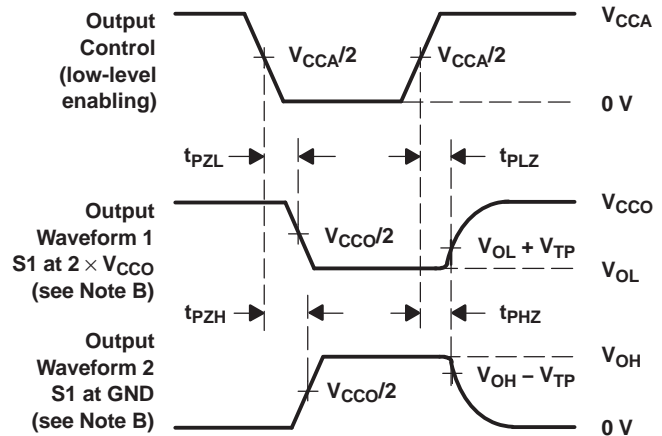 Output
Control
(low-level
enabling)
VCCA/2
VCCA/2
VCCA
0 V
tPZL
tPLZ
Output
Waveform 1
S1 at 2 × VCCO
(see Note B)
VCCO/2
VCCO
VOL + VTP
VOL
tPZH
tPHZ
Output
Waveform 2
S1 at GND
(see Note B)
VCCO/2
VOH
VOH − VTP
0 V